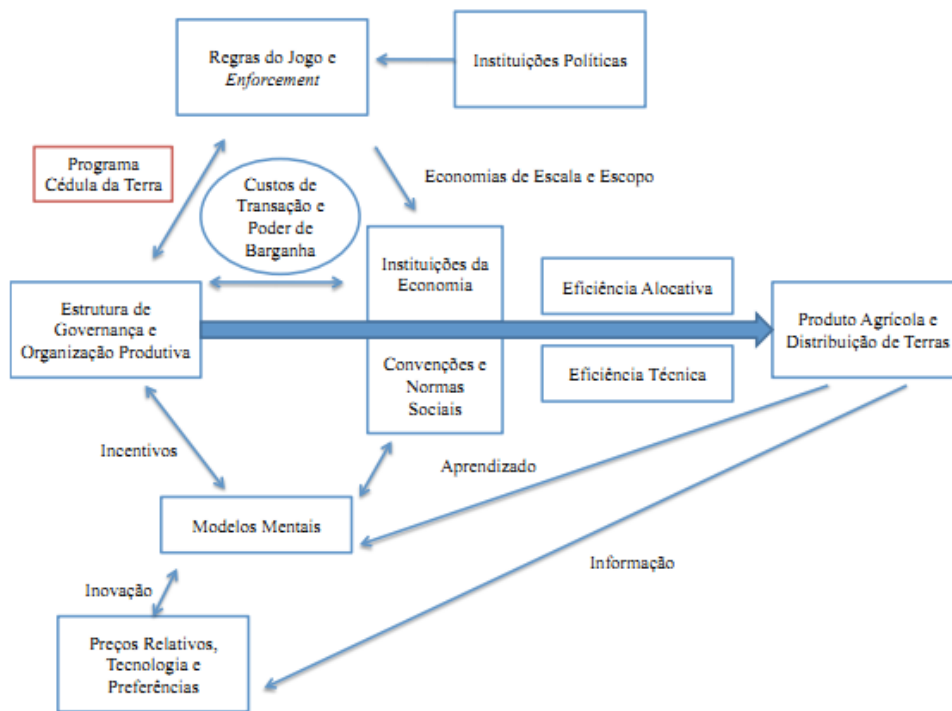 Regras do Jogo e
Enforcement
Instituições Políticas
Programa
Cédula da Terra
Custos de
Transação e
Poder de
Barganha
Economias de Escala e Escopo
Instituições da
Economia
Eficiência Alocativa
Estrutura de
Governança e
Organização Produtiva
Produto Agrícola e
Distribuição de Terras
Convenções e
Normas
Sociais
Eficiência Técnica
Incentivos
Aprendizado
Modelos Mentais
Informação
Inovação
Preços Relativos,
Tecnologia e
Preferências